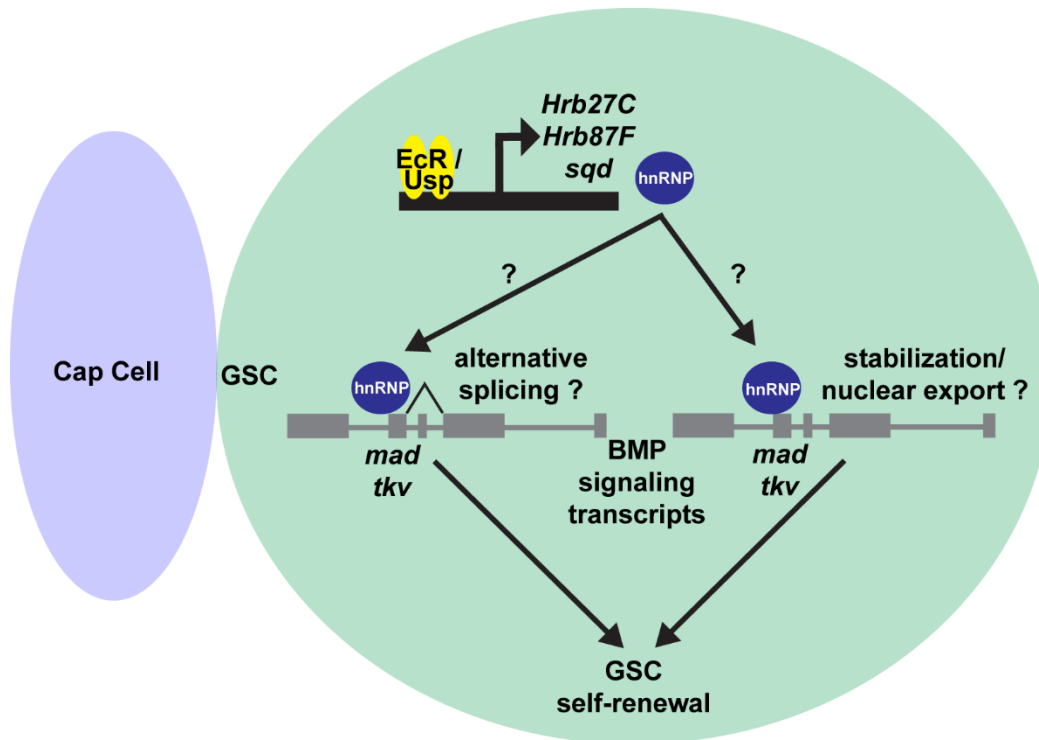 Hrb27C
Hrb87F
sqd
EcR /
Usp
hnRNP
?
?
Cap Cell
GSC
hnRNP
alternative
splicing ?
hnRNP
stabilization/
nuclear export ?
mad
tkv
BMP
signaling
transcripts
mad
tkv
GSC
self-renewal